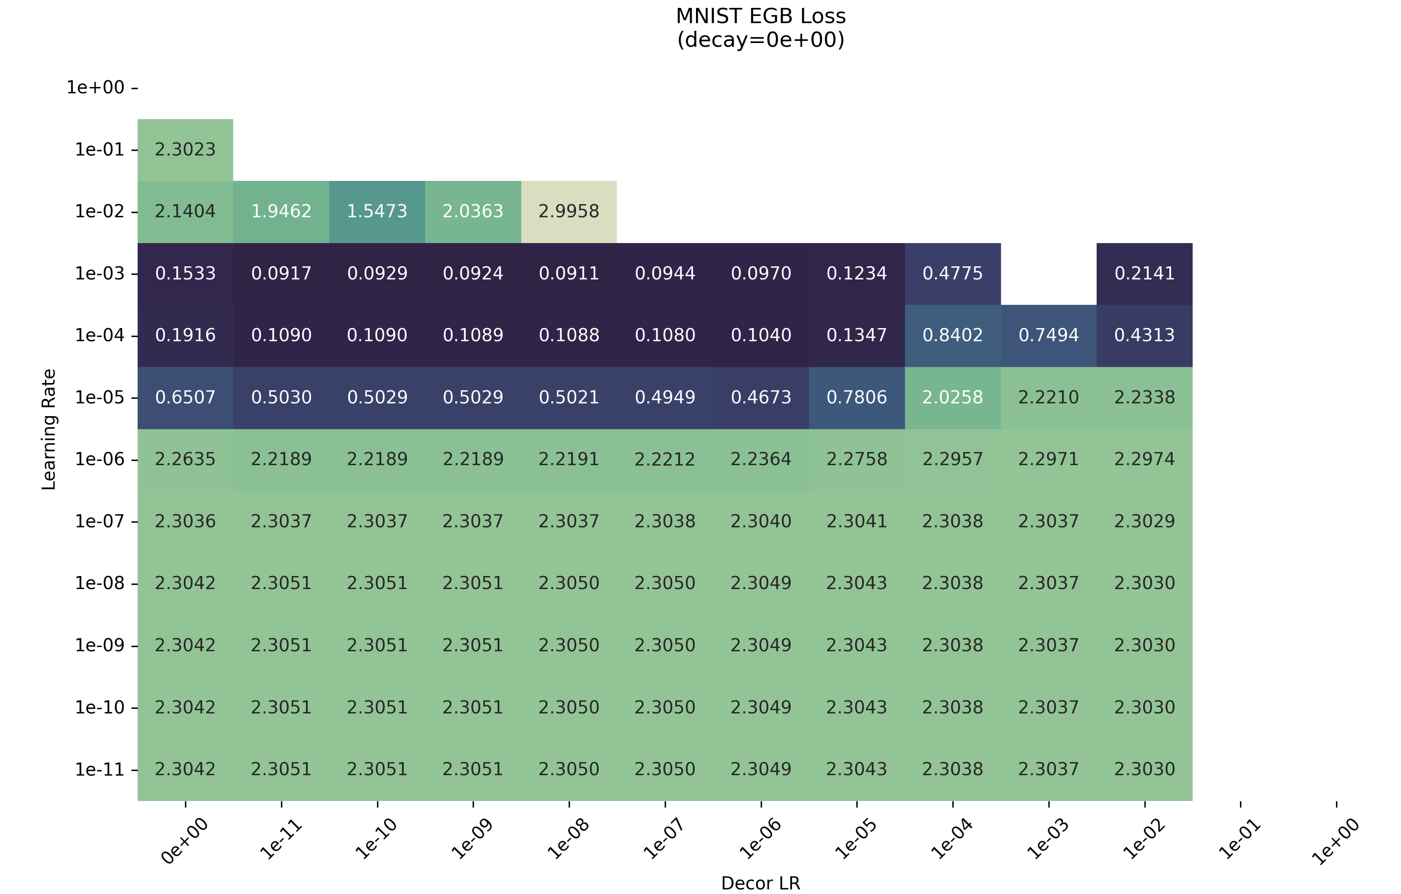 MNIST EGB Loss
(decay=0e+00)
1e+00
1e-01 2.3023
1e-02 2.1404 1.9462 1.5473 2.0363 2.9958
1e-03 0.1533 0.0917 0.0929 0.0924 0.0911 0.0944 0.0970 0.1234 0.4775 0.2141
1e-04 0.1916 0.1090 0.1090 0.1089 0.1088 0.1080 0.1040 0.1347 0.8402 0.7494 0.4313
1e-05 0.6507 0.5030 0.5029 0.5029 0.5021 0.4949 0.4673 0.7806 2.0258 2.2210 2.2338
1e-06 2.2635 2.2189 2.2189 2.2189 2.2191 2.2212 2.2364 2.2758 2.2957 2.2971 2.2974
1e-07 2.3036 2.3037 2.3037 2.3037 2.3037 2.3038 2.3040 2.3041 2.3038 2.3037 2.3029
1e-08 2.3042 2.3051 2.3051 2.3051 2.3050 2.3050 2.3049 2.3043 2.3038 2.3037 2.3030
1e-09 2.3042 2.3051 2.3051 2.3051 2.3050 2.3050 2.3049 2.3043 2.3038 2.3037 2.3030
1e-10 2.3042 2.3051 2.3051 2.3051 2.3050 2.3050 2.3049 2.3043 2.3038 2.3037 2.3030
1e-11 2.3042 2.3051 2.3051 2.3051 2.3050 2.3050 2.3049 2.3043 2.3038 2.3037 2.3030
Learning Rate
0e+00 1e-11 1e-10 1e-09 1e-08 1e-07 1e-06 1e-05 1e-04 1e-03 1e-02 1e-01 1e+00
Decor LR